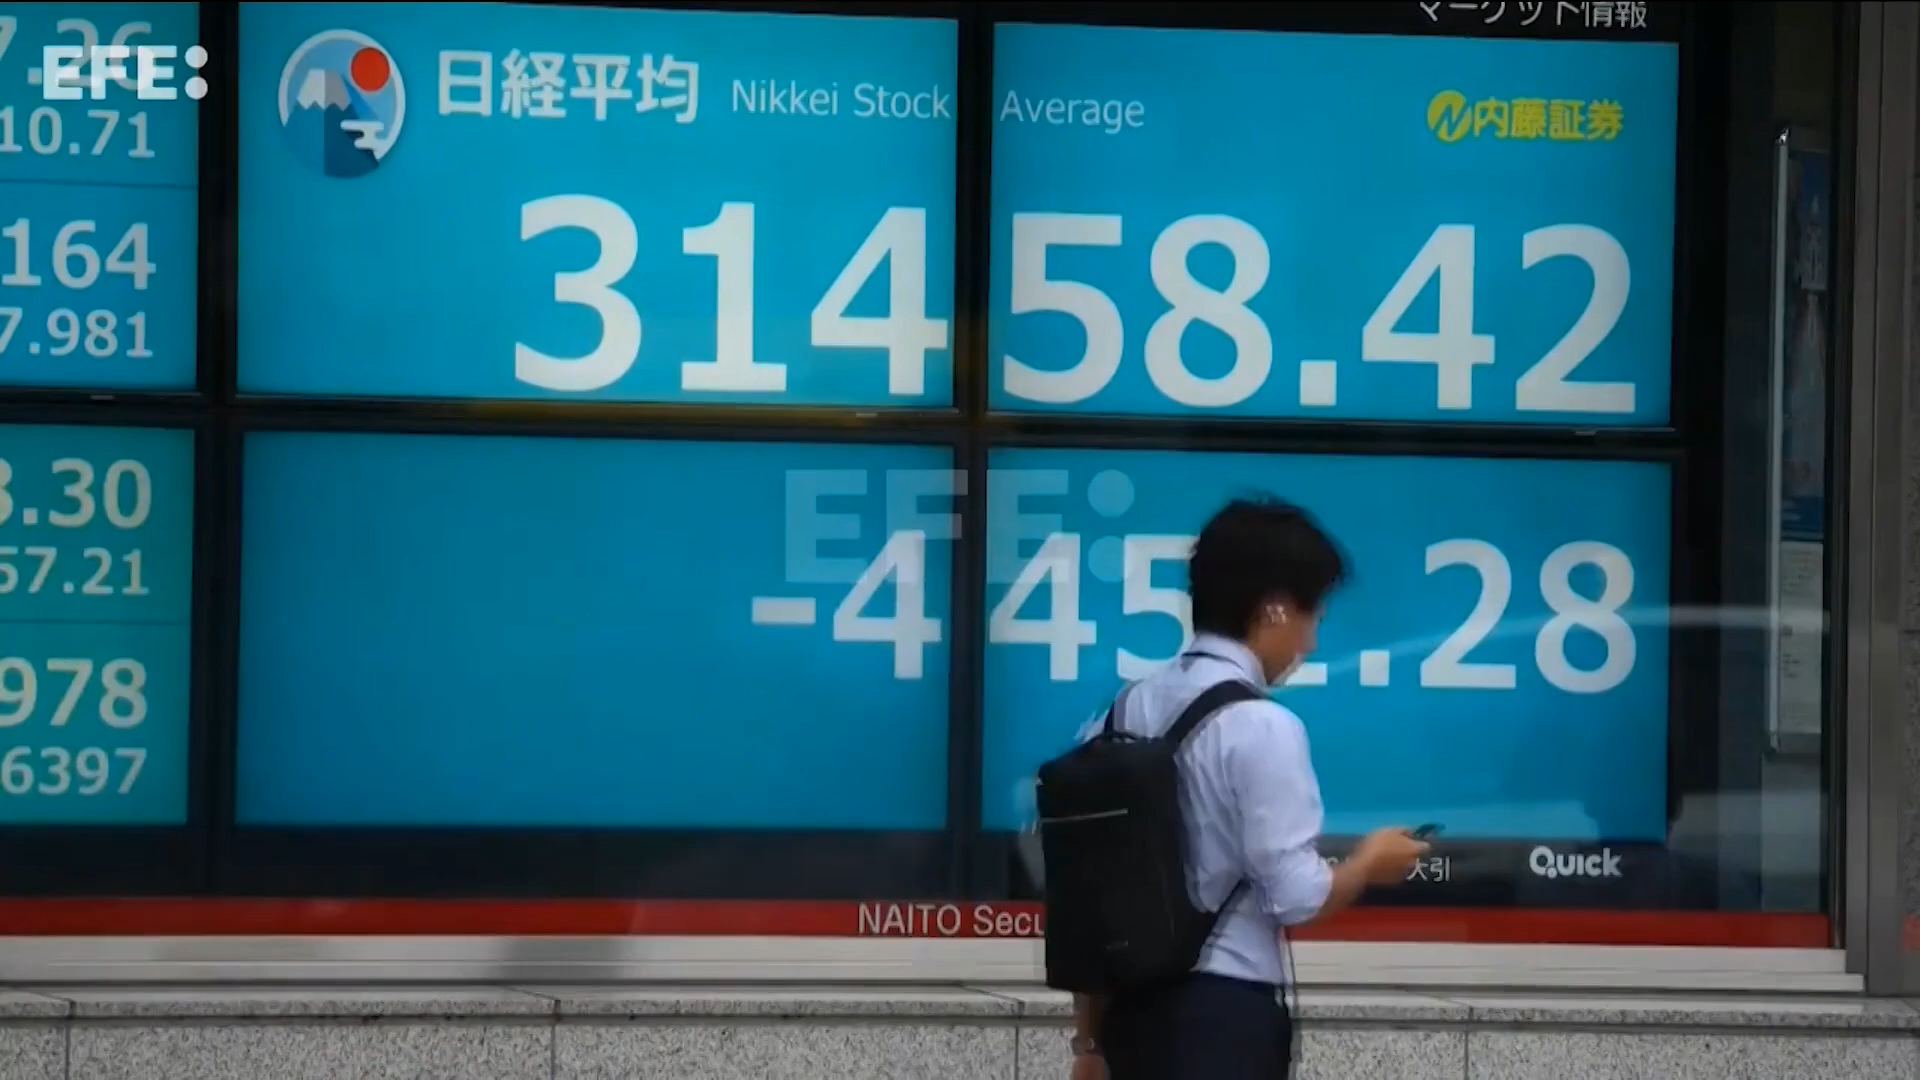 マーケット情報
EFE:
日経平均 Nikkei Stock Average
内藤証券
31458.42
10.71
164
7.981
EFE:
-445 .28
3.30
57.21
978
6397
大引
Quick
NAITO Secu